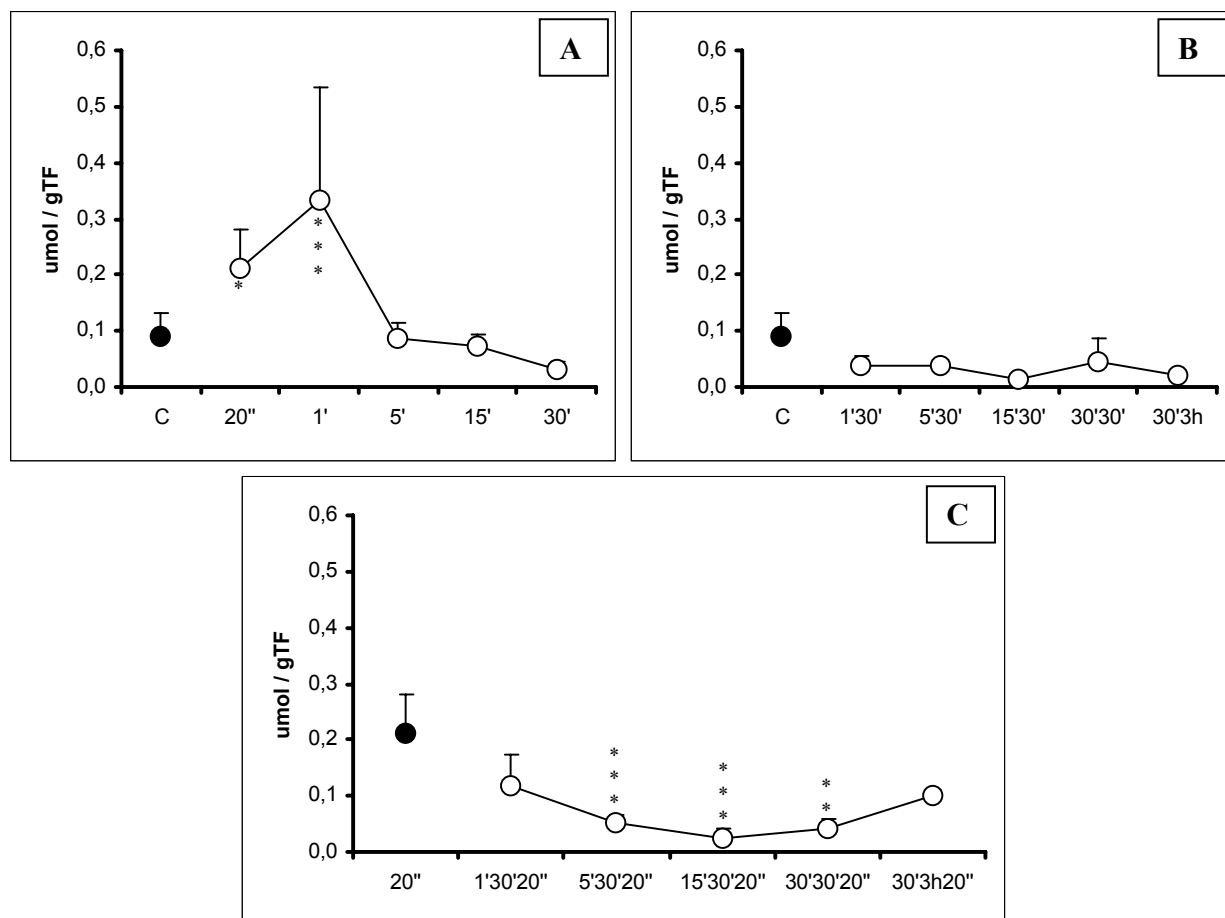 A
0,6
0,5
0,4
0,3
0,2
0,1
0,0
umol / gTF
*
*
*
*
C 20" 1' 5' 15' 30'
B
0,6
0,5
0,4
0,3
0,2
0,1
0,0
umol / gTF
C 1'30' 5'30' 15'30' 30'30' 30'3h
C
0,6
0,5
0,4
0,3
0,2
0,1
0,0
umol / gTF
* * *
* * *
* *
20" 1'30'20" 5'30'20" 15'30'20" 30'30'20" 30'3h20"